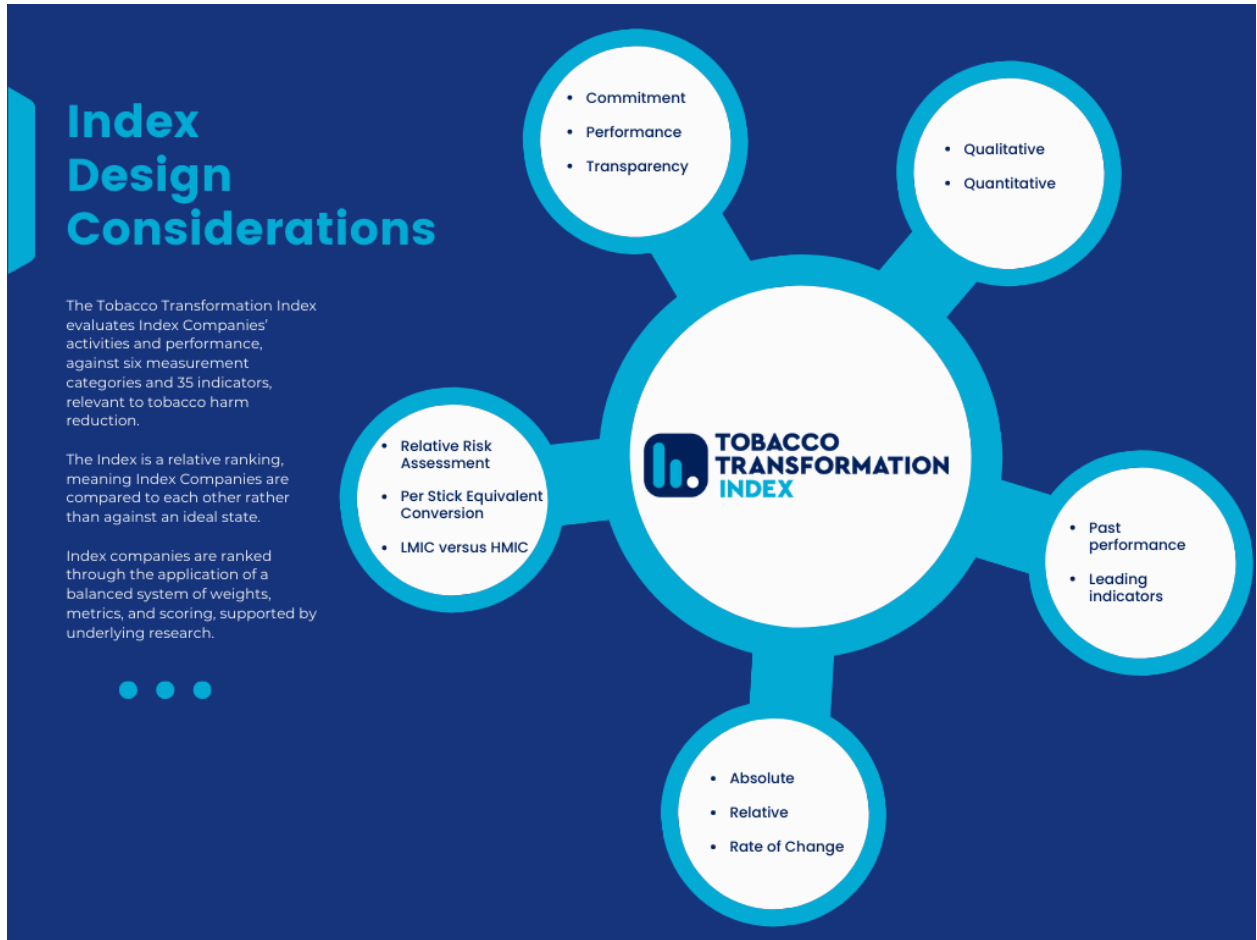 Index
Design
Considerations
The Tobacco Transformation Index
evaluates Index Companies’
activities and performance,
against six measurement
categories and 35 indicators,
relevant to tobacco harm
reduction.
The Index is a relative ranking,
meaning Index Companies are
compared to each other rather
than against an ideal state.
Index companies are ranked
through the application of a
balanced system of weights,
metrics, and scoring, supported by
underlying research.
• Commitment
• Performance
• Transparency
• Qualitative
• Quantitative
• Relative Risk
Assessment
• Per Stick Equivalent
Conversion
• LMIC versus HMIC
TOBACCO
TRANSFORMATION
INDEX
• Past
performance
• Leading
indicators
• Absolute
• Relative
• Rate of Change